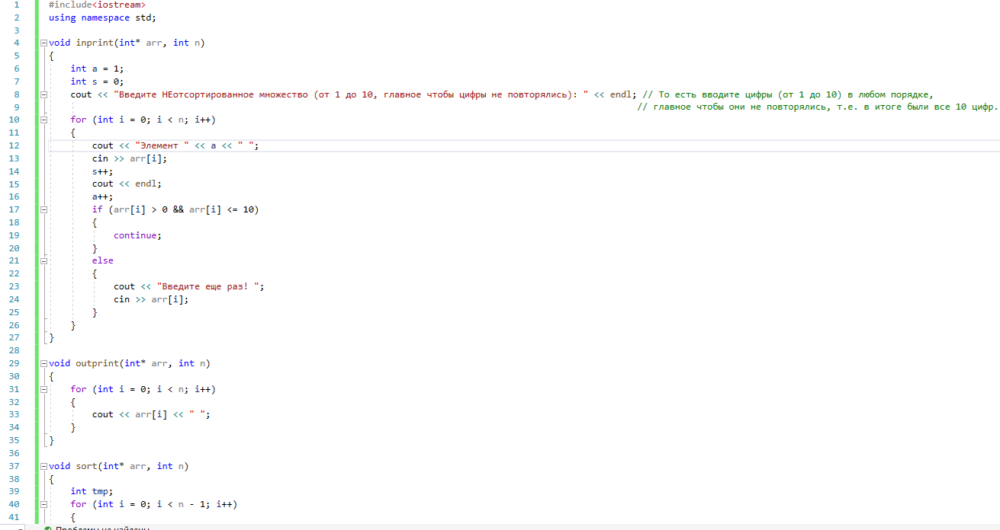 1 #include<iostream>
2 using namespace std;
3
4 void inprint(int* arr, int n)
5 {
6 int a = 1;
7 int s = 0;
8 cout << "Введите НЕотсортированное множество (от 1 до 10, главное чтобы цифры не повторялись): " << endl; // То есть вводите цифры (от 1 до 10) в любом порядке,
9 // главное чтобы они не повторялись, т.е. в итоге были все 10 цифр.
10 for (int i = 0; i < n; i++)
11 {
12 cout << "Элемент " << a << " ";
13 cin >> arr[i];
14 s++;
15 cout << endl;
16 a++;
17 if (arr[i] > 0 && arr[i] <= 10)
18 {
19 continue;
20 }
21 else
22 {
23 cout << "Введите еще раз! ";
24 cin >> arr[i];
25 }
26 }
27 }
28
29 void outprint(int* arr, int n)
30 {
31 for (int i = 0; i < n; i++)
32 {
33 cout << arr[i] << " ";
34 }
35 }
36
37 void sort(int* arr, int n)
38 {
39 int tmp;
40 for (int i = 0; i < n - 1; i++)
41 {
Проблемы не найдены